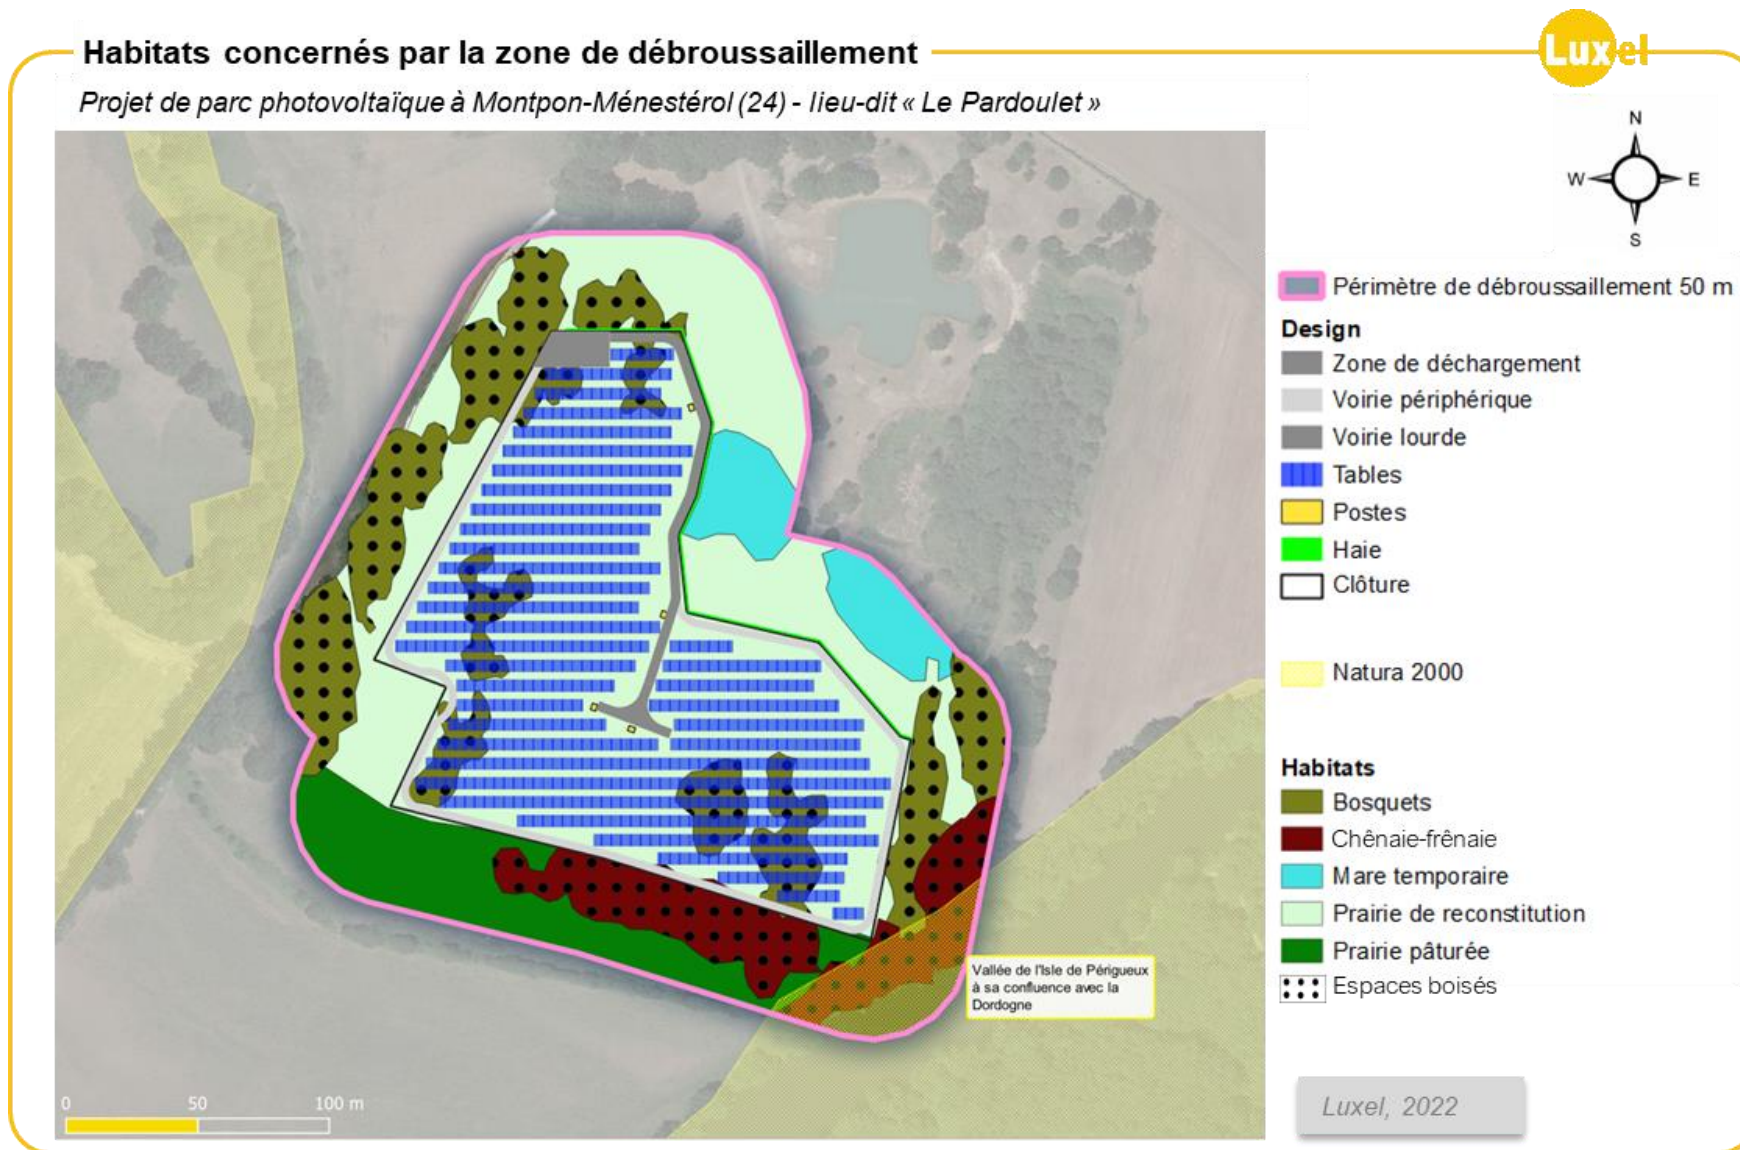 Habitats concernés par la zone de débroussaillement
Luxel
Projet de parc photovoltaïque à Montpon-Ménestérol (24) - lieu-dit « Le Pardoulet »
N
W
E
S
Périmètre de débroussaillement 50 m
Design
Zone de déchargement
Voirie périphérique
Voirie lourde
Tables
Postes
Haie
Clôture
Natura 2000
Habitats
Bosquets
Chênaie-frênaie
Mare temporaire
Prairie de reconstitution
Prairie pâturée
Espaces boisés
Vallée de l'Isle de Périgueux
à sa confluence avec la
Dordogne
0 50 100 m
Luxel, 2022